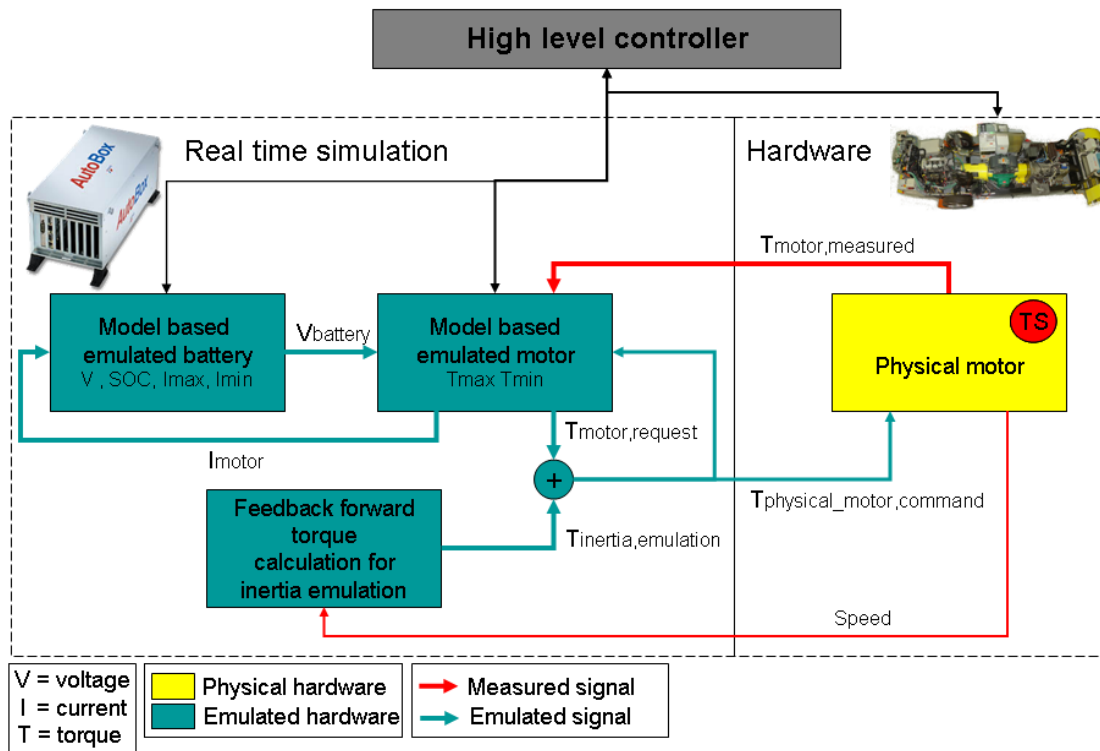 High level controller
Real time simulation
Hardware
AutoBox
AutoBox
Tmotor,measured
Model based
emulated battery
V , SOC, Imax, Imin
Vbattery
Model based
emulated motor
Tmax Tmin
TS
Physical motor
Imotor
Tmotor,request
+
Tphysical_motor,command
Feedback forward
torque
calculation for
inertia emulation
Tinertia,emulation
Speed
V = voltage
I = current
T = torque
Physical hardware
Emulated hardware
Measured signal
Emulated signal